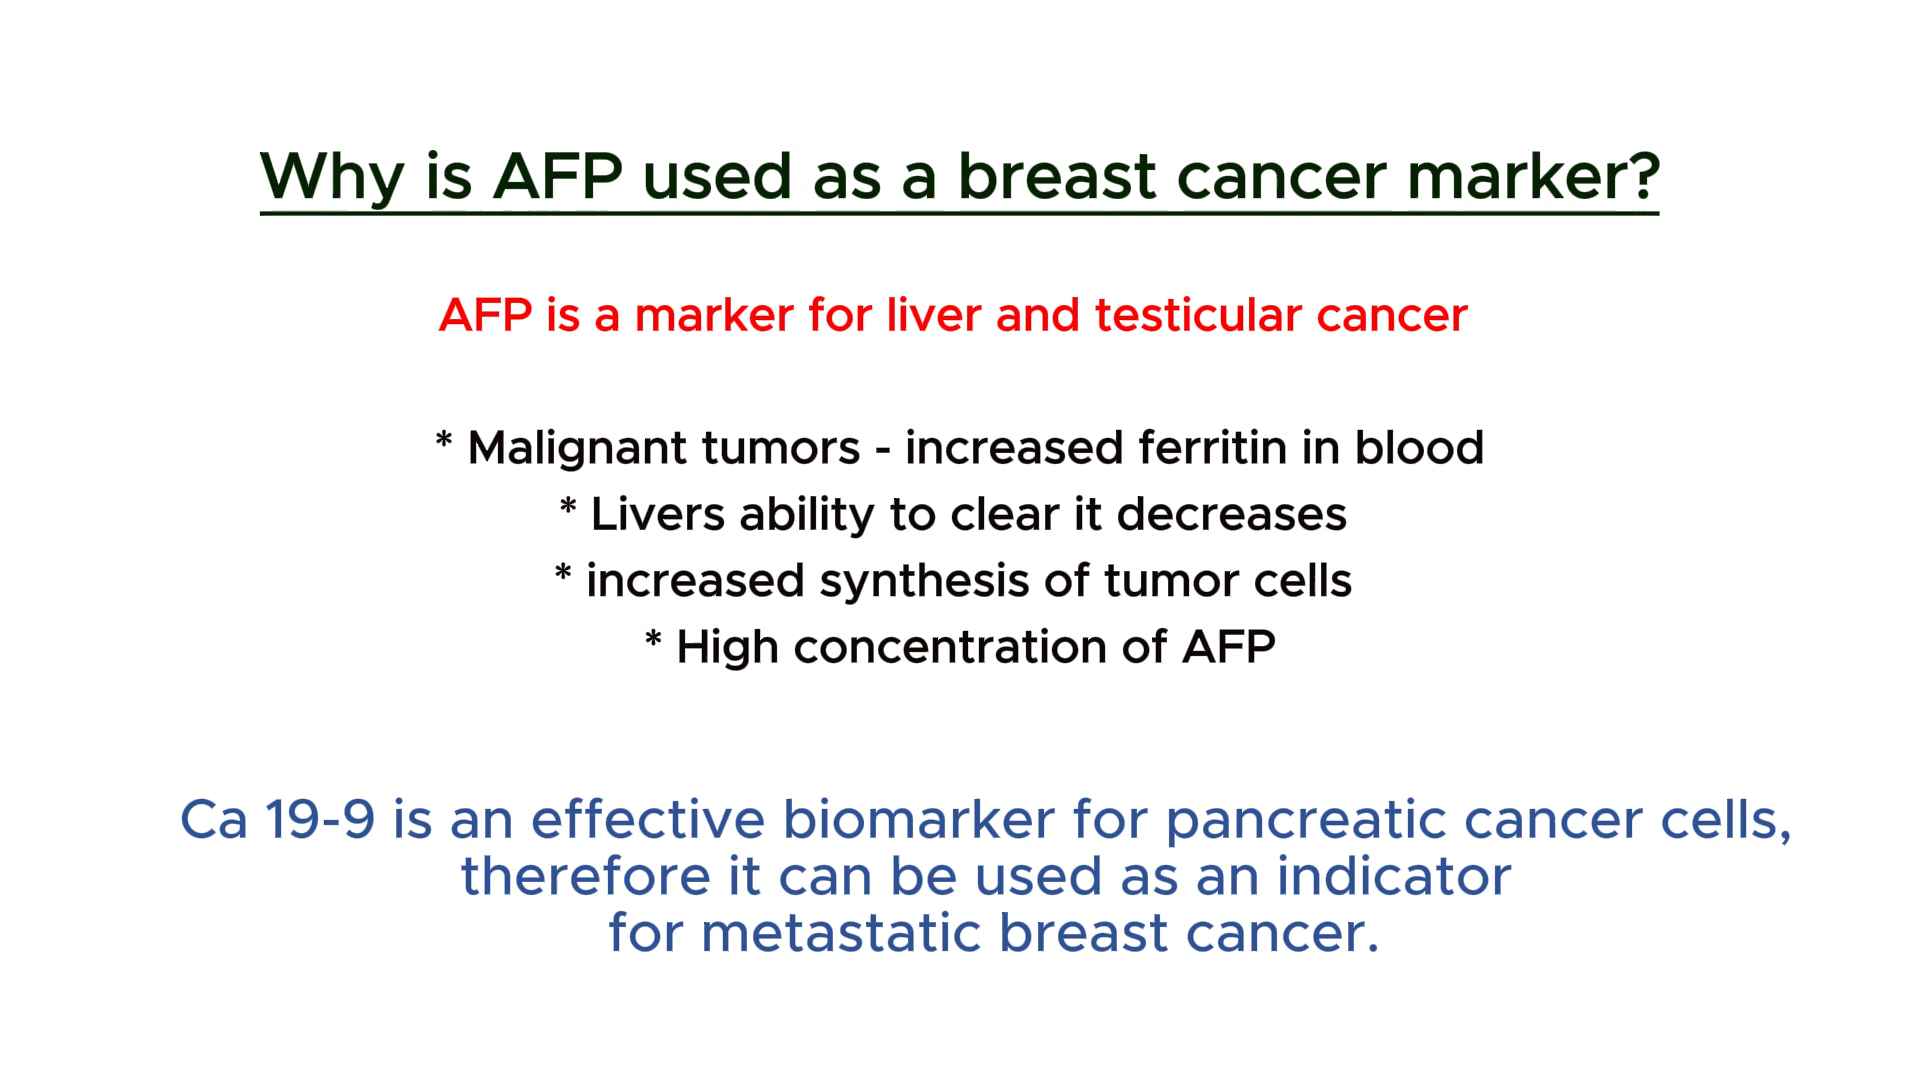 Why is AFP used as a breast cancer marker?
AFP is a marker for liver and testicular cancer
* Malignant tumors - increased ferritin in blood
* Livers ability to clear it decreases
* increased synthesis of tumor cells
* High concentration of AFP
Ca 19-9 is an effective biomarker for pancreatic cancer cells,
therefore it can be used as an indicator
for metastatic breast cancer.